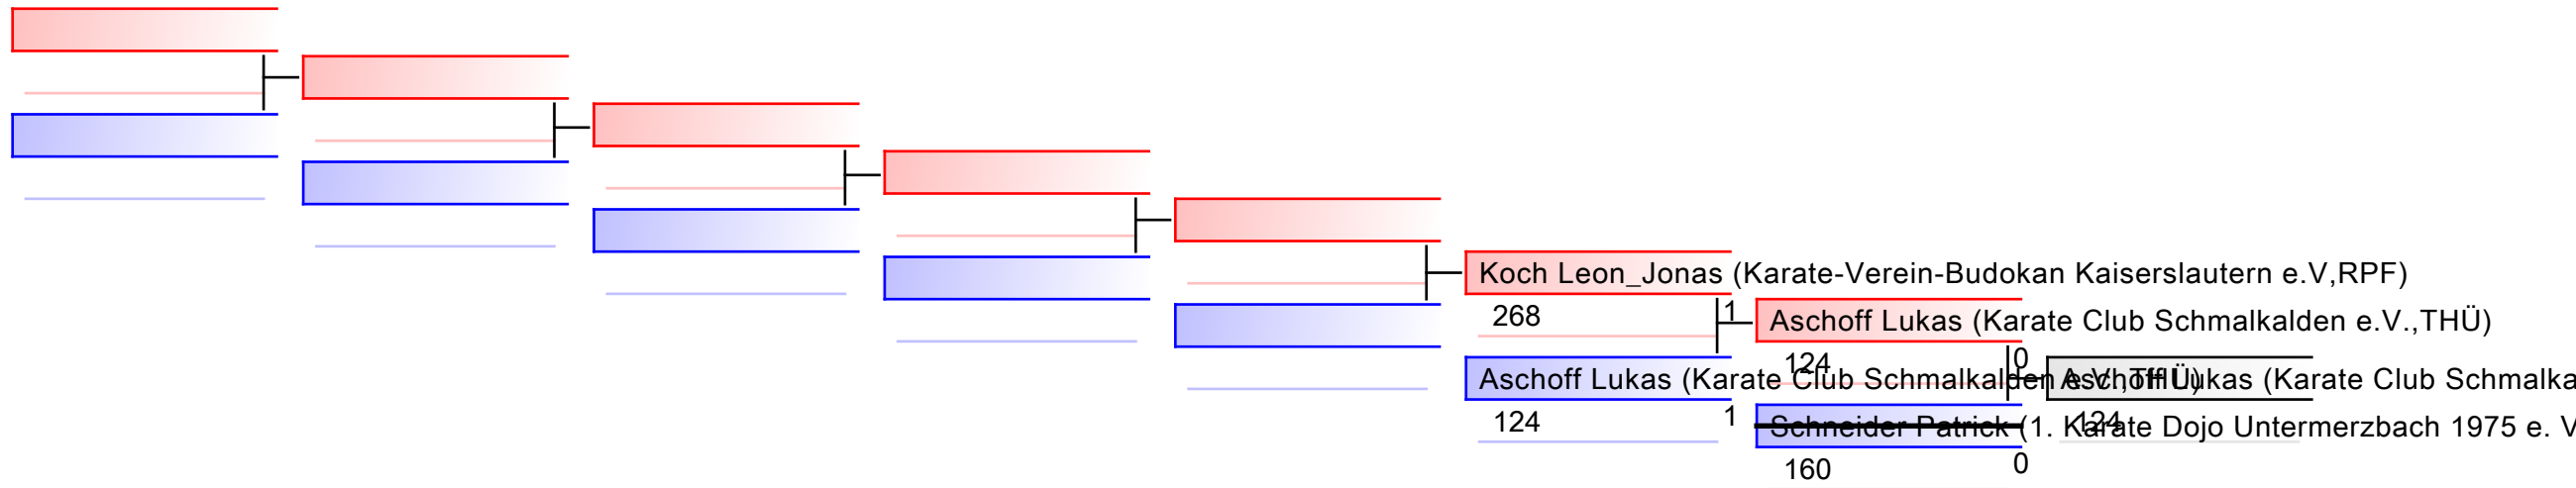 Koch Leon_Jonas (Karate-Verein-Budokan Kaiserslautern e.V,RPF)
268 1
Aschoff Lukas (Karate Club Schmalkalden e.V.,THÜ)
124 0
Aschoff Lukas (Karate Club Schmalkalden e.V.,THÜ)
Aschoff Lukas (Karate Club Schmalka
124 1
Schneider Patrick (1. Karate Dojo Untermerzbach 1975 e. V
124
160 0